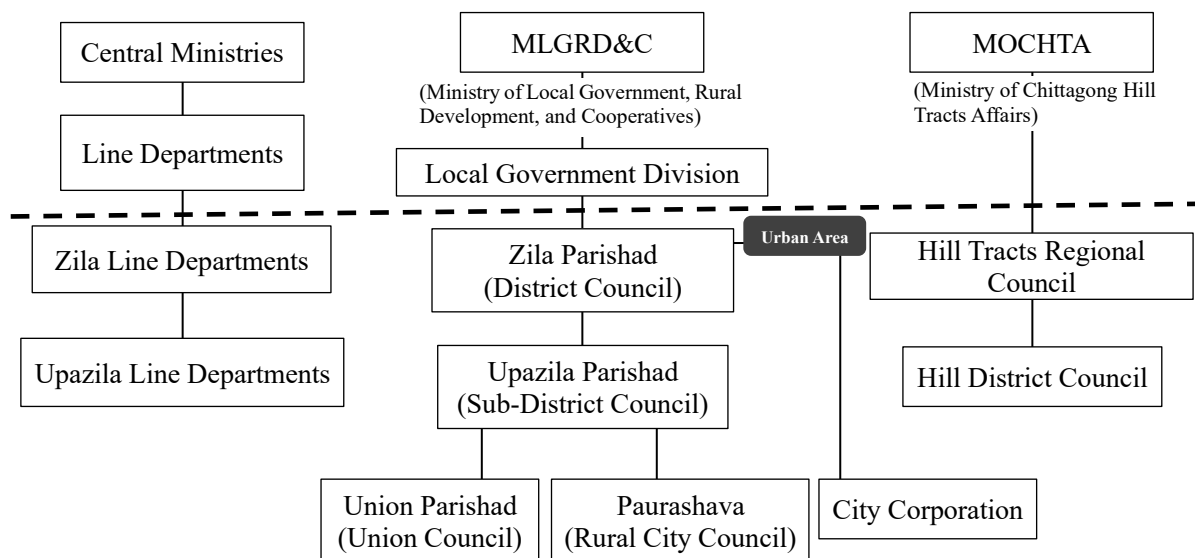 Central Ministries
MLGRD&C
MOCHTA
(Ministry of Local Government, Rural
Development, and Cooperatives)
(Ministry of Chittagong Hill
Tracts Affairs)
Line Departments
Local Government Division
Urban Area
Zila Line Departments
Zila Parishad
(District Council)
Hill Tracts Regional
Council
Upazila Line Departments
Upazila Parishad
(Sub-District Council)
Hill District Council
Union Parishad
(Union Council)
Paurashava
(Rural City Council)
City Corporation